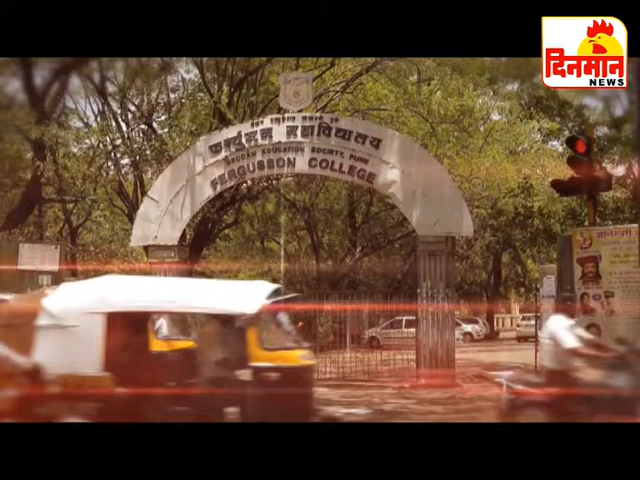 दिनमान
NEWS
फर्ग्युसन महाविद्यालय
DECCAN EDUCATION SOCIETY, PUNE
FERGUSSON COLLEGE